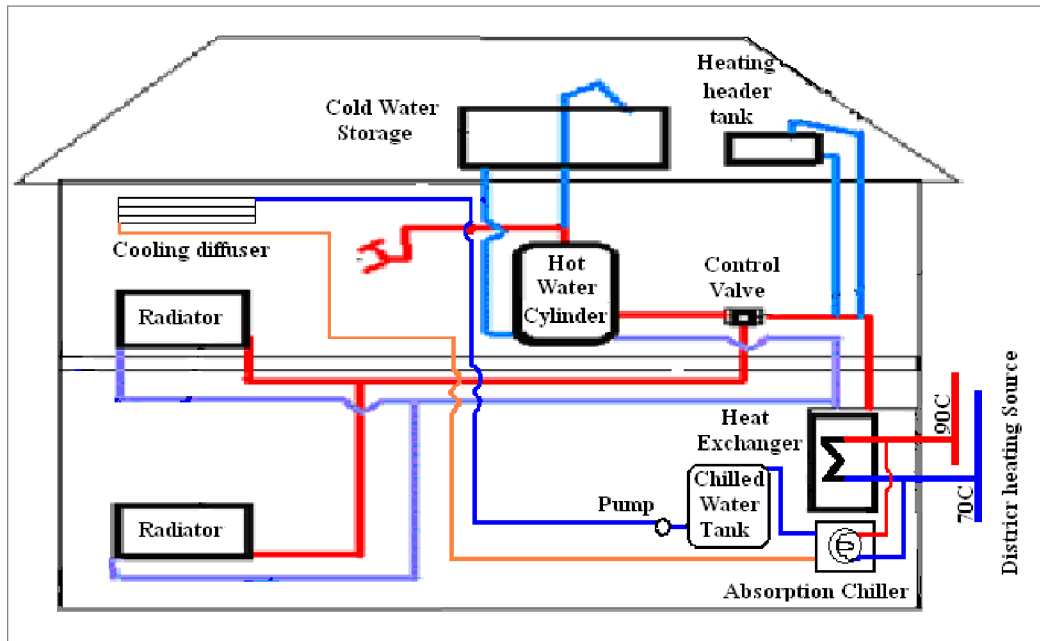 Heating
header
tank
Cold Water
Storage
Cooling diffuser
Hot
Water
Cylinder
Control
Valve
Radiator
Heat
Exchanger
90C
70C
District heating Source
Chilled
Water
Tank
Pump
Radiator
Absorption Chiller